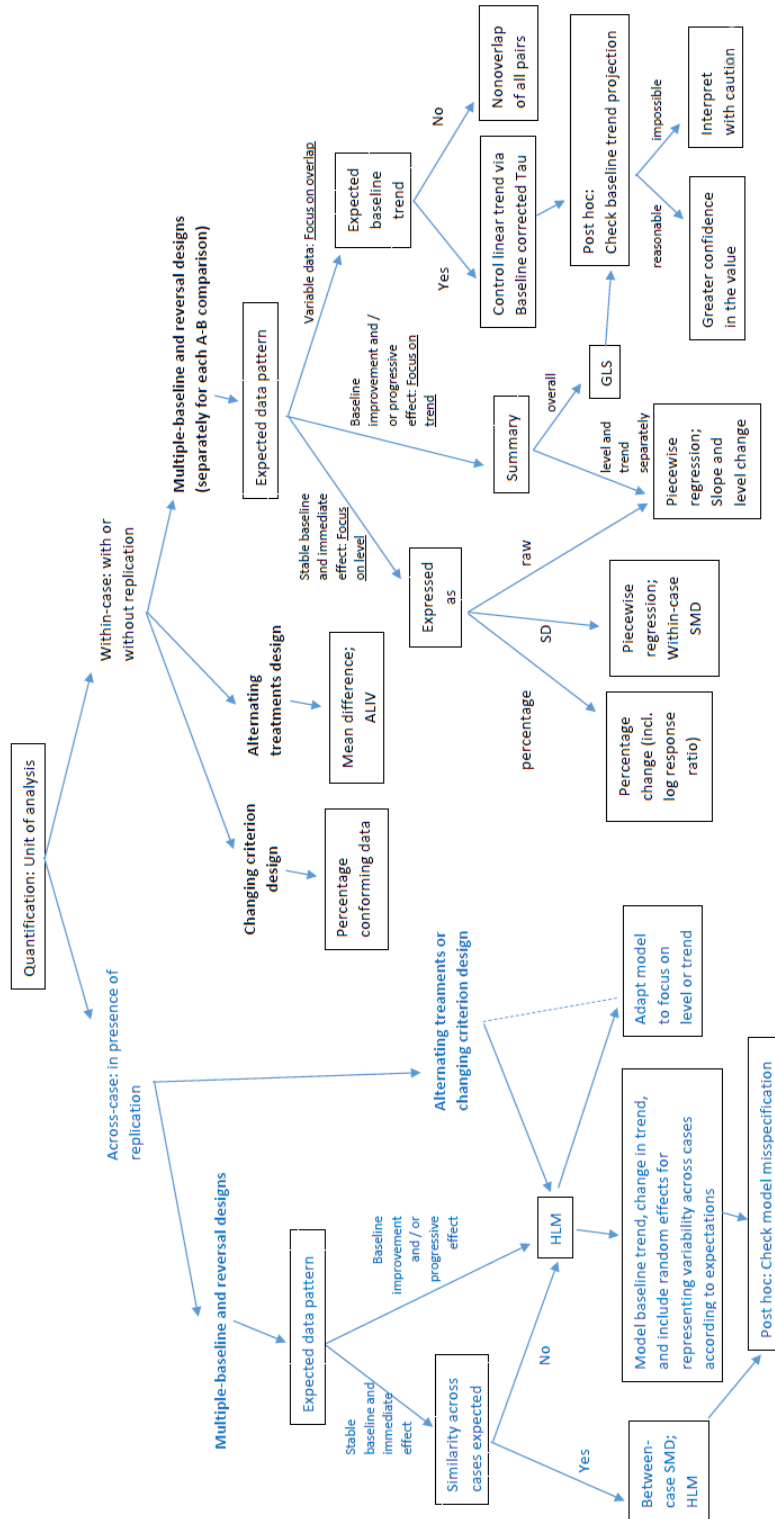 Quantification: Unit of analysis
Across-case: in presence of
replication
Within-case: with or
without replication
Multiple-baseline and reversal designs
Alternating treaments or
changing criterion design
Changing criterion
design
Alternating
treatments design
Multiple-baseline and reversal designs
(separately for each A-B comparison)
Expected data pattern
Percentage
conforming data
Mean difference;
ALIV
Expected data pattern
Stable
baseline and
immediate
effect
Baseline
improvement
and / or
progressive
effect
Stable baseline
and immediate
effect: Focus
on level
Baseline
improvement and /
or progressive
effect: Focus on
trend
Variable data: Focus on overlap
Similarity across
cases expected
HLM
Expressed
as
Summary
Expected
baseline
trend
Yes
No
percentage
SD
raw
level and
trend
separately
overall
Yes
No
Between-
case SMD;
HLM
Model baseline trend, change in trend,
and include random effects for
representing variability across cases
according to expectations
Adapt model
to focus on
level or trend
Percentage
change (incl.
log response
ratio)
Piecewise
regression;
Within-case
SMD
Piecewise
regression;
Slope and
level change
GLS
Control linear trend via
Baseline corrected Tau
Nonoverlap
of all pairs
Post hoc: Check model misspecification
Post hoc:
Check baseline trend projection
reasonable
impossible
Greater confidence
in the value
Interpret
with caution